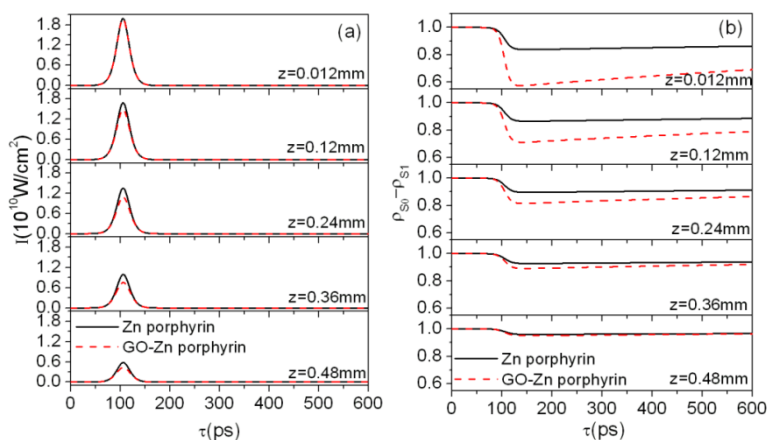 (a)
1.8
1.2
0.6
0.0
z=0.012mm
1.8
1.2
0.6
0.0
z=0.12mm
1.8
1.2
0.6
0.0
z=0.24mm
1.8
1.2
0.6
0.0
z=0.36mm
1.8
1.2
0.6
0.0
Zn porphyrin
GO-Zn porphyrin
z=0.48mm
0 100 200 300 400 500 600
τ(ps)
I(10¹⁰W/cm²)
(b)
1.0
0.8
0.6
z=0.012mm
1.0
0.8
0.6
z=0.12mm
1.0
0.8
0.6
z=0.24mm
1.0
0.8
0.6
z=0.36mm
1.0
0.8
0.6
Zn porphyrin
GO-Zn porphyrin
z=0.48mm
0 100 200 300 400 500 600
τ(ps)
ρS0−ρS1